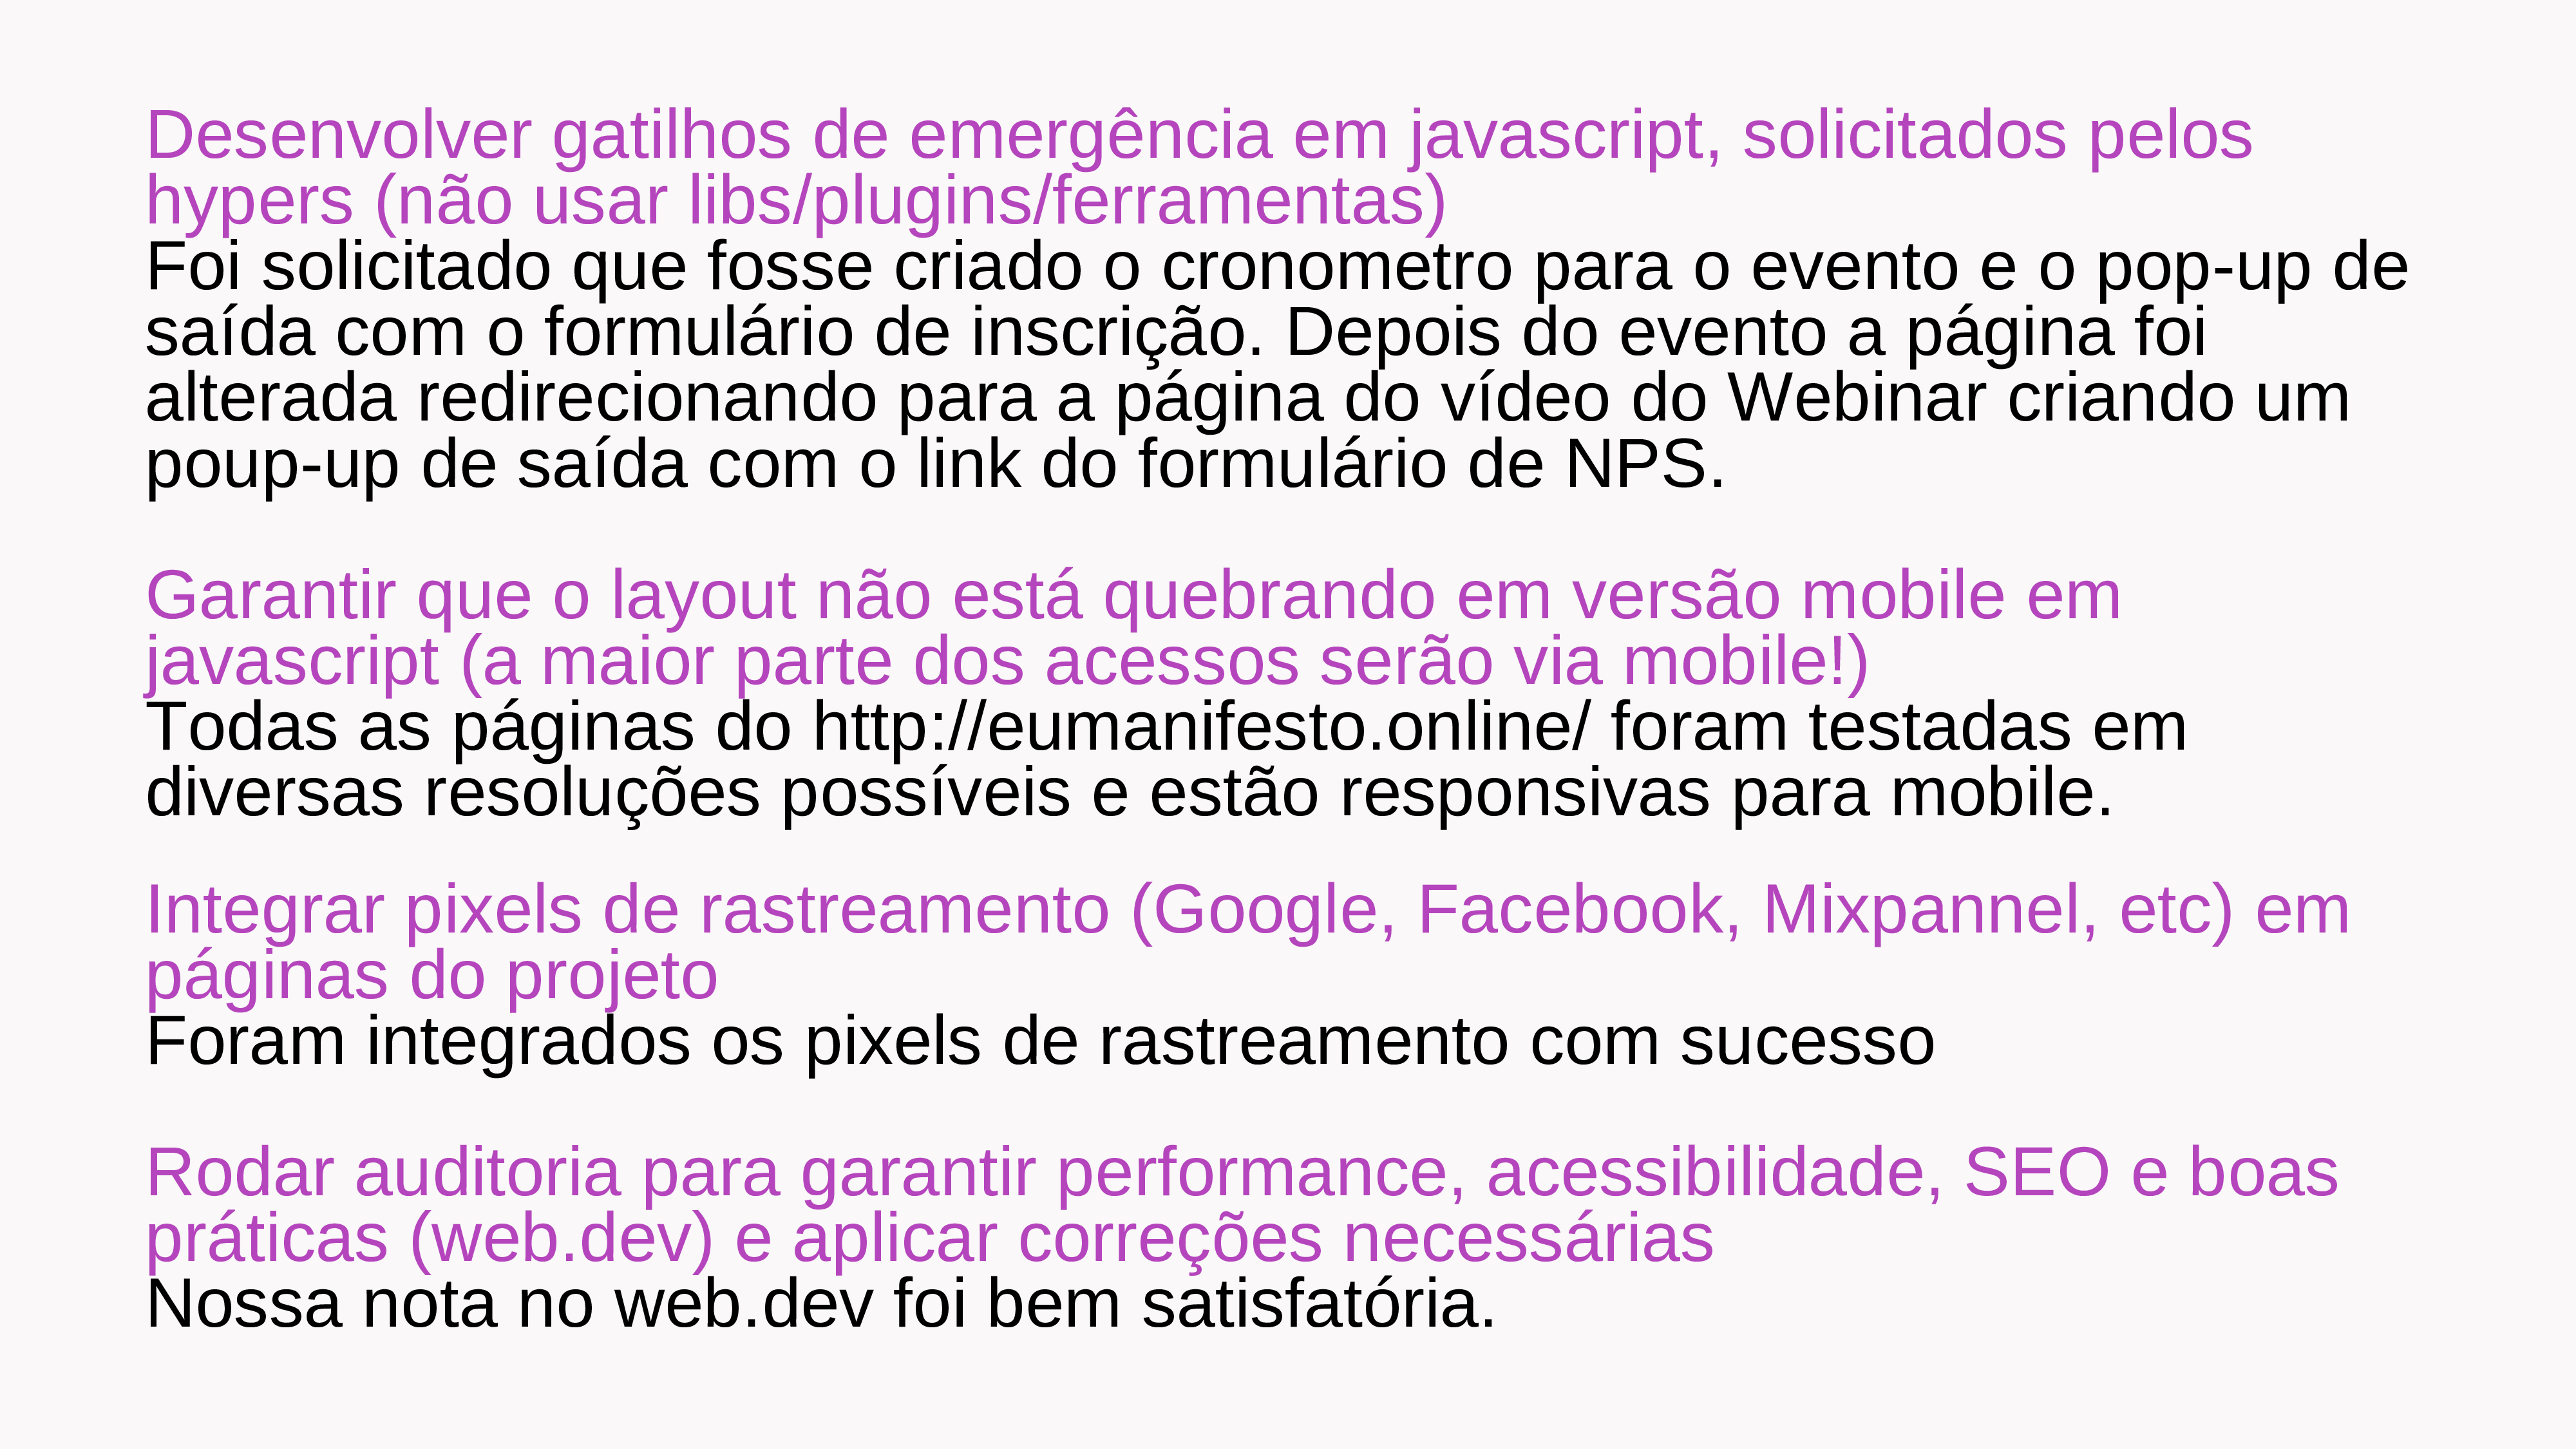 Desenvolver gatilhos de emergência em javascript, solicitados pelos
hypers (não usar libs/plugins/ferramentas)
Foi solicitado que fosse criado o cronometro para o evento e o pop-up de
saída com o formulário de inscrição. Depois do evento a página foi
alterada redirecionando para a página do vídeo do Webinar criando um
poup-up de saída com o link do formulário de NPS.
Garantir que o layout não está quebrando em versão mobile em
javascript (a maior parte dos acessos serão via mobile!)
Todas as páginas do http://eumanifesto.online/ foram testadas em
diversas resoluções possíveis e estão responsivas para mobile.
Integrar pixels de rastreamento (Google, Facebook, Mixpannel, etc) em
páginas do projeto
Foram integrados os pixels de rastreamento com sucesso
Rodar auditoria para garantir performance, acessibilidade, SEO e boas
práticas (web.dev) e aplicar correções necessárias
Nossa nota no web.dev foi bem satisfatória.